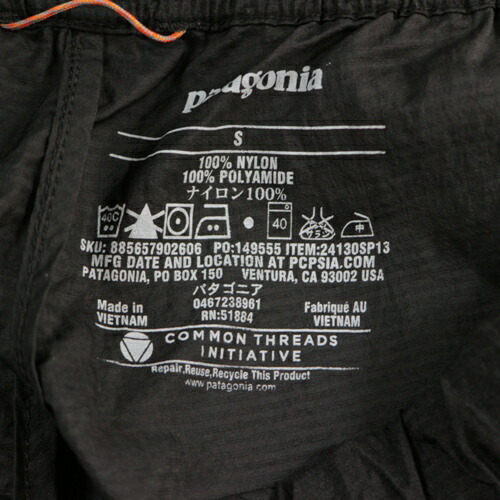 patagonia
S
100% NYLON
100% POLYAMIDE
ナイロン100%
40C 40 中
SKU: 885657902606 PO:149555 ITEM:24130SP13
MFG DATE AND LOCATION AT PCPSIA.COM
PATAGONIA, PO BOX 150 VENTURA, CA 93002 USA
パタゴニア
0467238961
RN:51884
Made in
VIETNAM
Fabriqué AU
VIETNAM
COMMON THREADS
INITIATIVE
Repair,Reuse,Recycle This Product
www.patagonia.com